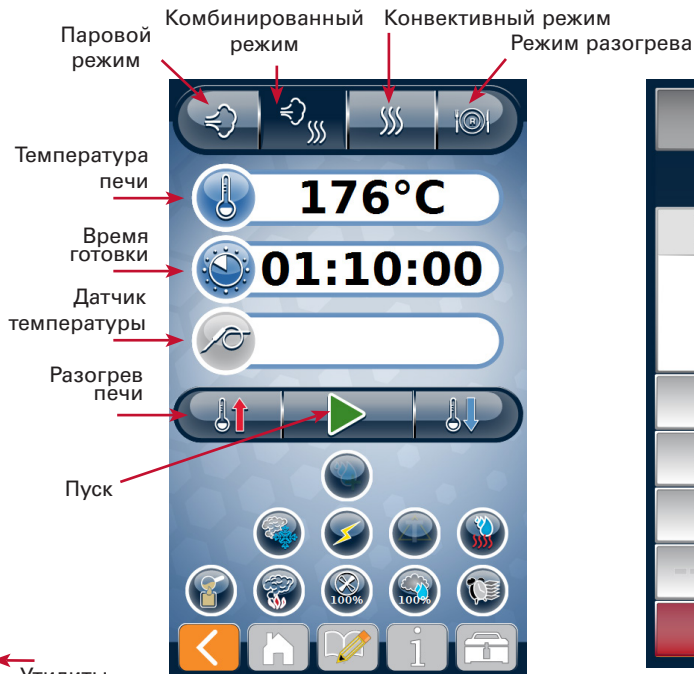 Комбинированный
режим
Конвективный режим
Паровой
режим
Режим разогрева
Температура
печи
176°C
Время
готовки
01:10:00
Датчик
температуры
Разогрев
печи
Пуск
100%
100%
Утилиты